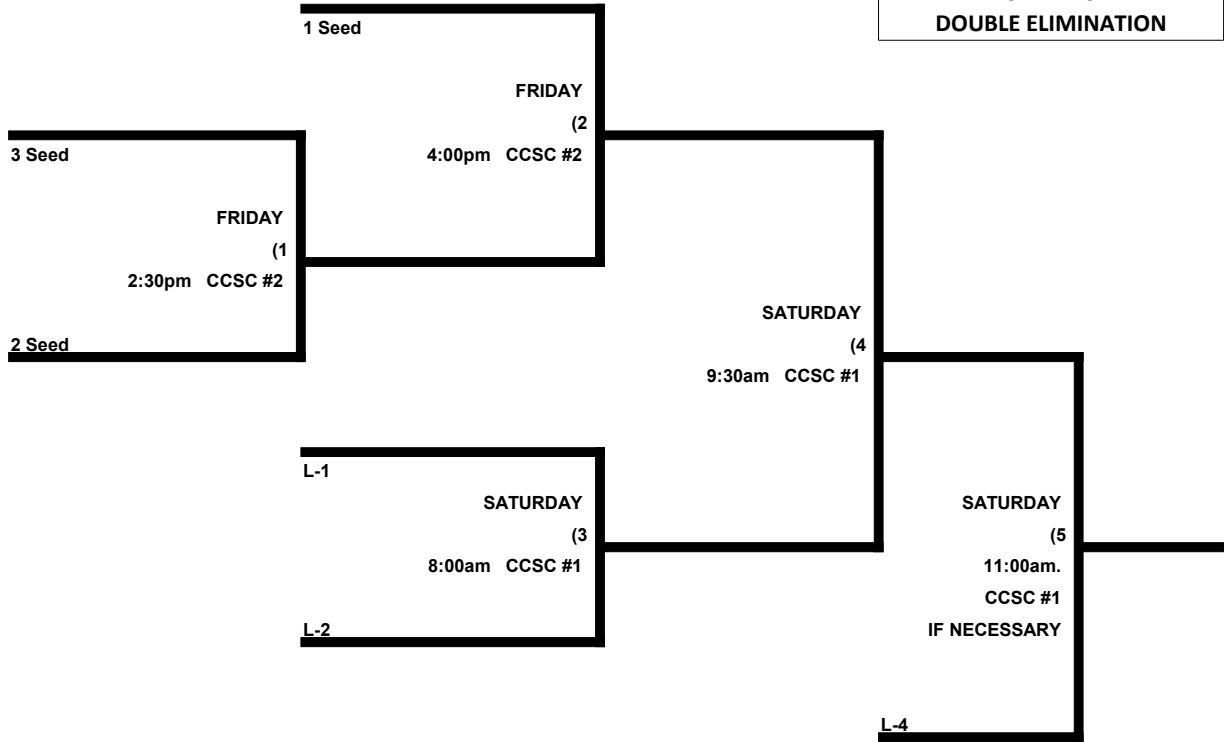 DOUBLE ELIMINATION
1 Seed
FRIDAY
(2
4:00pm CCSC #2
3 Seed
FRIDAY
(1
2:30pm CCSC #2
2 Seed
SATURDAY
(4
9:30am CCSC #1
L-1
SATURDAY
(3
8:00am CCSC #1
L-2
SATURDAY
(5
11:00am.
CCSC #1
IF NECESSARY
L-4